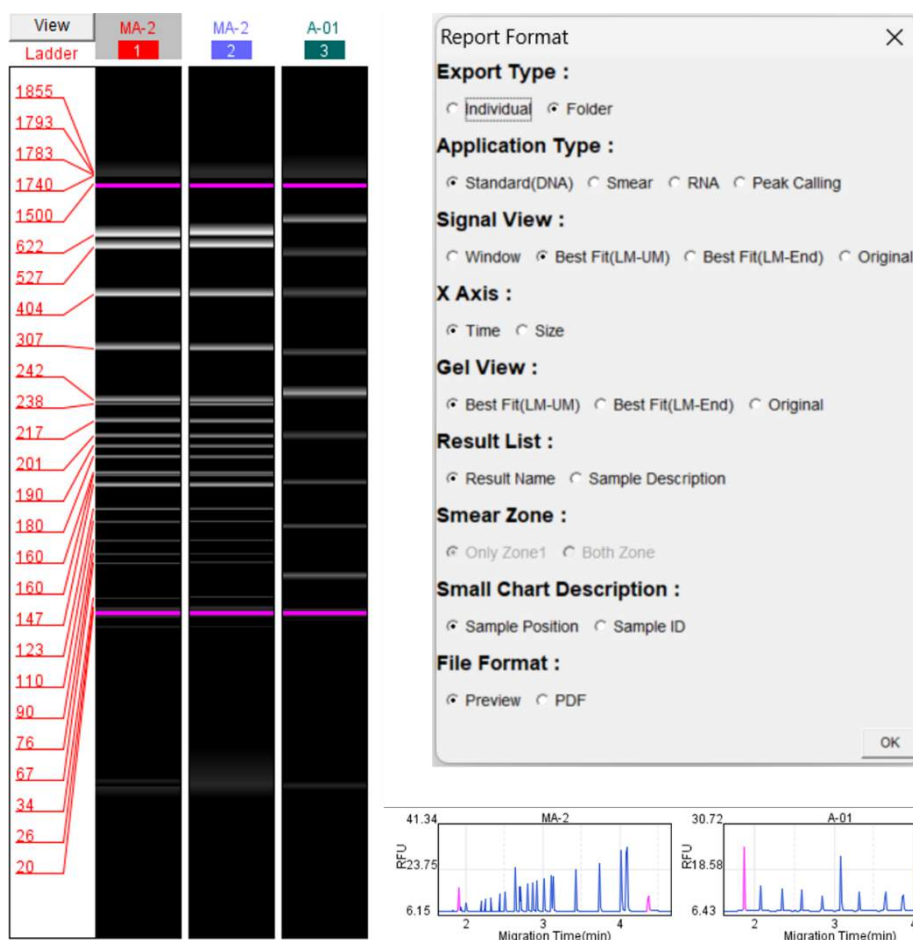 View
MA-2
MA-2
A-01
Ladder
1
2
3
1855
1793
1783
1740
1500
622
527
404
307
242
238
217
201
190
180
160
160
147
123
110
90
76
67
34
26
20
Report Format
Export Type :
Individual Folder
Application Type :
Standard(DNA) Smear RNA Peak Calling
Signal View :
Window Best Fit(LM-UM) Best Fit(LM-End) Original
X Axis :
Time Size
Gel View :
Best Fit(LM-UM) Best Fit(LM-End) Original
Result List :
Result Name Sample Description
Smear Zone :
Only Zone1 Both Zone
Small Chart Description :
Sample Position Sample ID
File Format :
Preview PDF
OK
MA-2
41.34
RFU
23.75
6.15
2 3 4
Migration Time(min)
A-01
30.72
RFU
18.58
6.43
2 3
Migration Time(min)